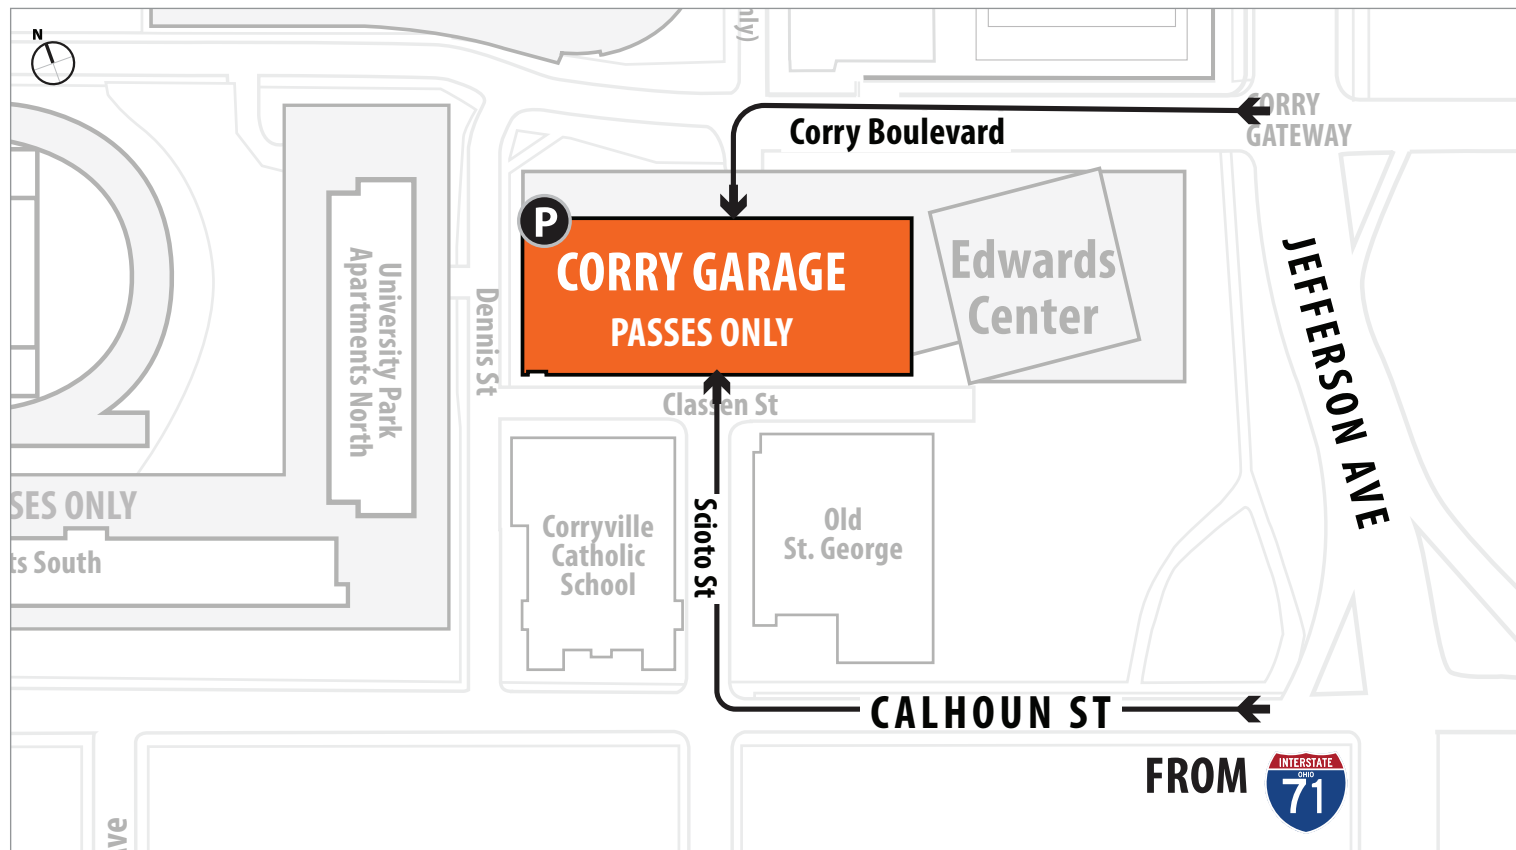 N
nly)
CORRY
GATEWAY
Corry Boulevard
P
CORRY GARAGE
PASSES ONLY
Edwards
Center
University Park
Apartments North
Dennis St
JEFFERSON AVE
Classen St
SES ONLY
ts South
Corryville
Catholic
School
Scioto St
Old
St. George
CALHOUN ST
FROM
INTERSTATE
OHIO
71
ve